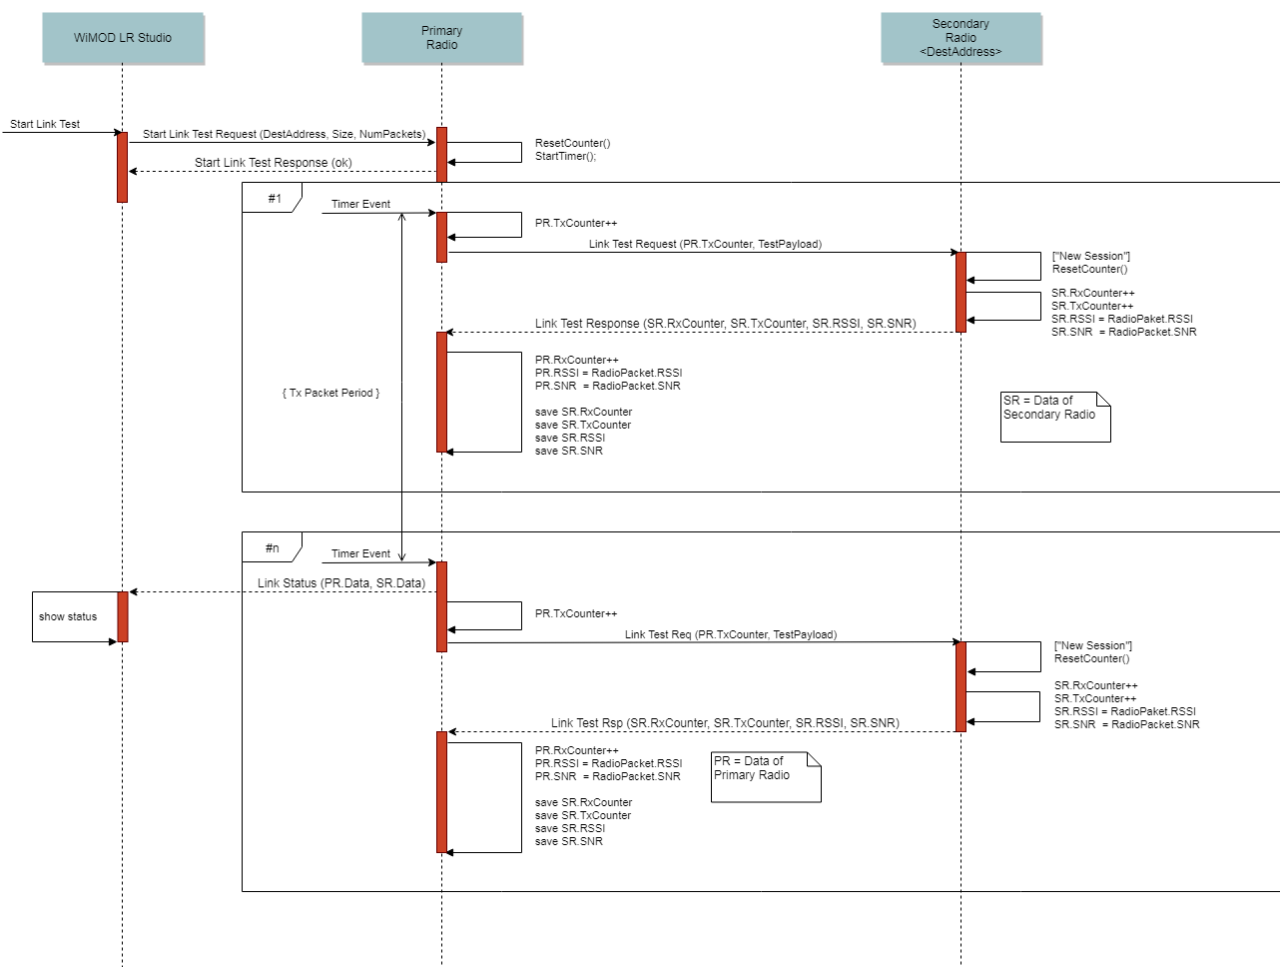 WiMOD LR Studio
Primary
Radio
Secondary
Radio
<DestAddress>
Start Link Test
Start Link Test Request (DestAddress, Size, NumPackets)
ResetCounter()
StartTimer();
Start Link Test Response (ok)
#1
Timer Event
PR.TxCounter++
Link Test Request (PR.TxCounter, TestPayload)
["New Session"]
ResetCounter()
SR.RxCounter++
SR.TxCounter++
SR.RSSI = RadioPaket.RSSI
SR.SNR = RadioPacket.SNR
Link Test Response (SR.RxCounter, SR.TxCounter, SR.RSSI, SR.SNR)
PR.RxCounter++
PR.RSSI = RadioPacket.RSSI
PR.SNR = RadioPacket.SNR
save SR.RxCounter
save SR.TxCounter
save SR.RSSI
save SR.SNR
{ Tx Packet Period }
SR = Data of
Secondary Radio
#n
Timer Event
Link Status (PR.Data, SR.Data)
show status
PR.TxCounter++
Link Test Req (PR.TxCounter, TestPayload)
["New Session"]
ResetCounter()
SR.RxCounter++
SR.TxCounter++
SR.RSSI = RadioPaket.RSSI
SR.SNR = RadioPacket.SNR
Link Test Rsp (SR.RxCounter, SR.TxCounter, SR.RSSI, SR.SNR)
PR.RxCounter++
PR.RSSI = RadioPacket.RSSI
PR.SNR = RadioPacket.SNR
save SR.RxCounter
save SR.TxCounter
save SR.RSSI
save SR.SNR
PR = Data of
Primary Radio